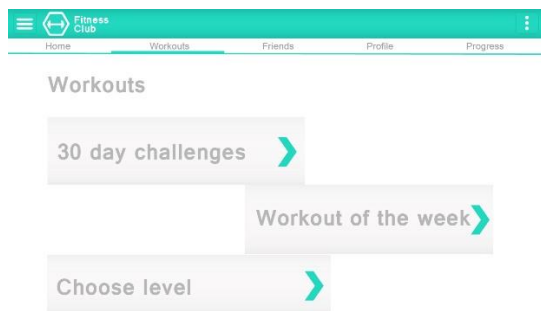 Fitness
Club
Home Workouts Friends Profile Progress
Workouts
30 day challenges
Workout of the week
Choose level